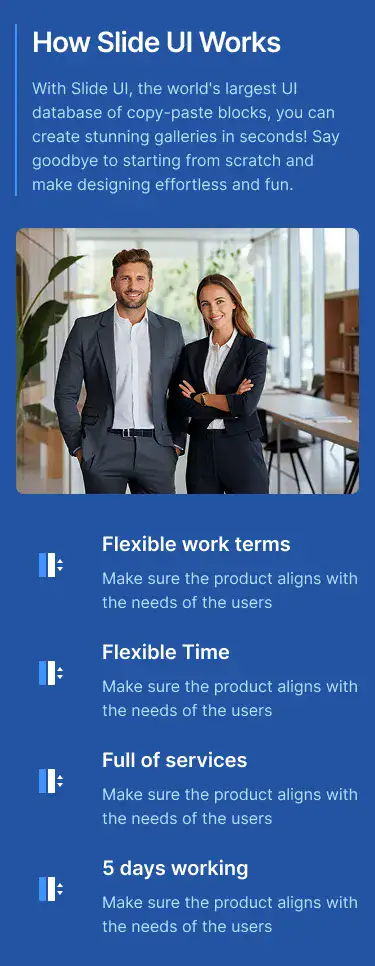 How Slide UI Works
With Slide UI, the world's largest UI
database of copy-paste blocks, you can
create stunning galleries in seconds! Say
goodbye to starting from scratch and
make designing effortless and fun.
Flexible work terms
Make sure the product aligns with
the needs of the users
Flexible Time
Make sure the product aligns with
the needs of the users
Full of services
Make sure the product aligns with
the needs of the users
5 days working
Make sure the product aligns with
the needs of the users